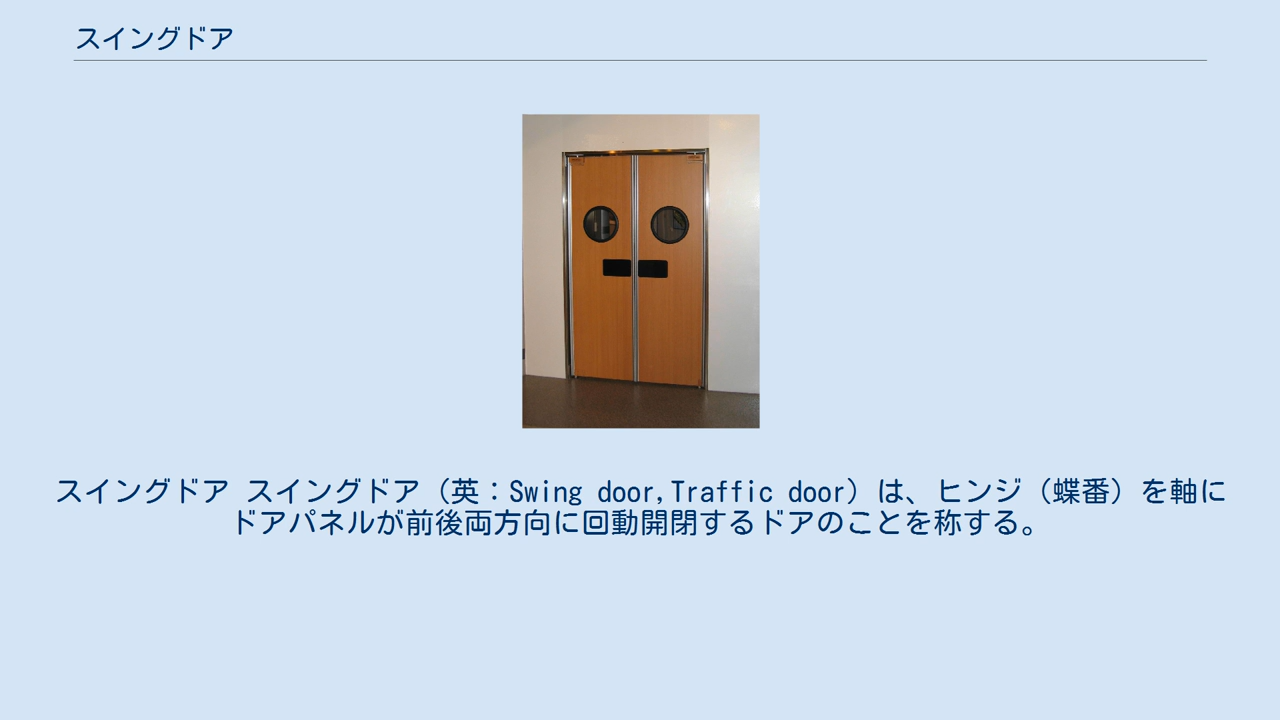 スイングドア
スイングドア スイングドア（英：Swing door,Traffic door）は、ヒンジ（蝶番）を軸に
ドアパネルが前後両方向に回動開閉するドアのことを称する。